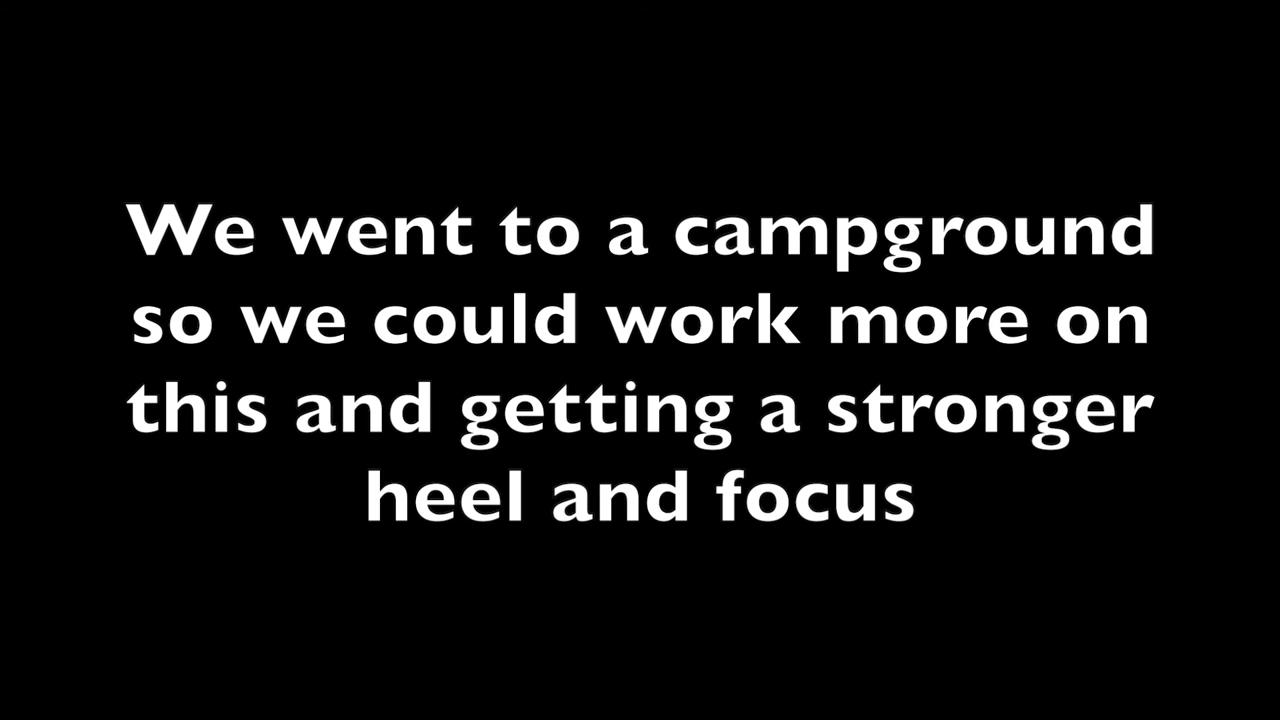 We went to a campground
so we could work more on
this and getting a stronger
heel and focus